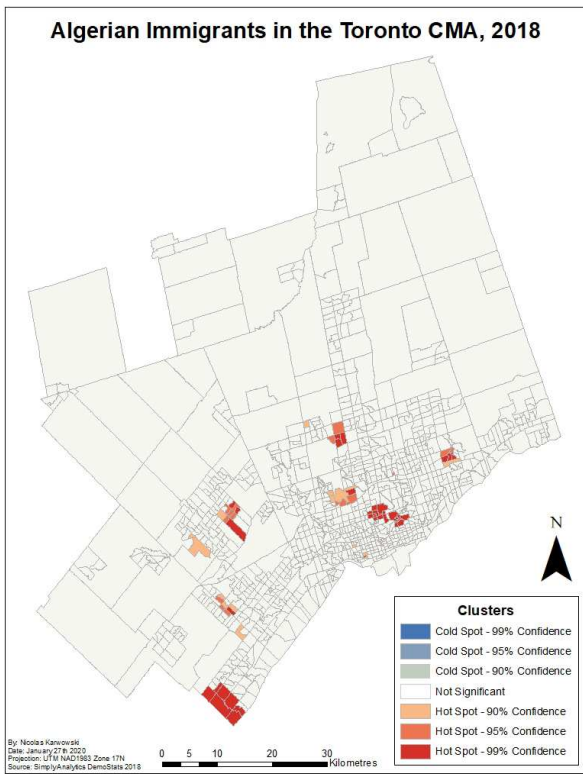 Algerian Immigrants in the Toronto CMA, 2018
N
Clusters
Cold Spot - 99% Confidence
Cold Spot - 95% Confidence
Cold Spot - 90% Confidence
Not Significant
Hot Spot - 90% Confidence
Hot Spot - 95% Confidence
Hot Spot - 99% Confidence
By: Nicolas Karwowski
Date: January 27th 2020
Projection: UTM NAD1983 Zone 17N
Source: SimplyAnalytics DemoStats 2018
0 5 10 20 30
Kilometres